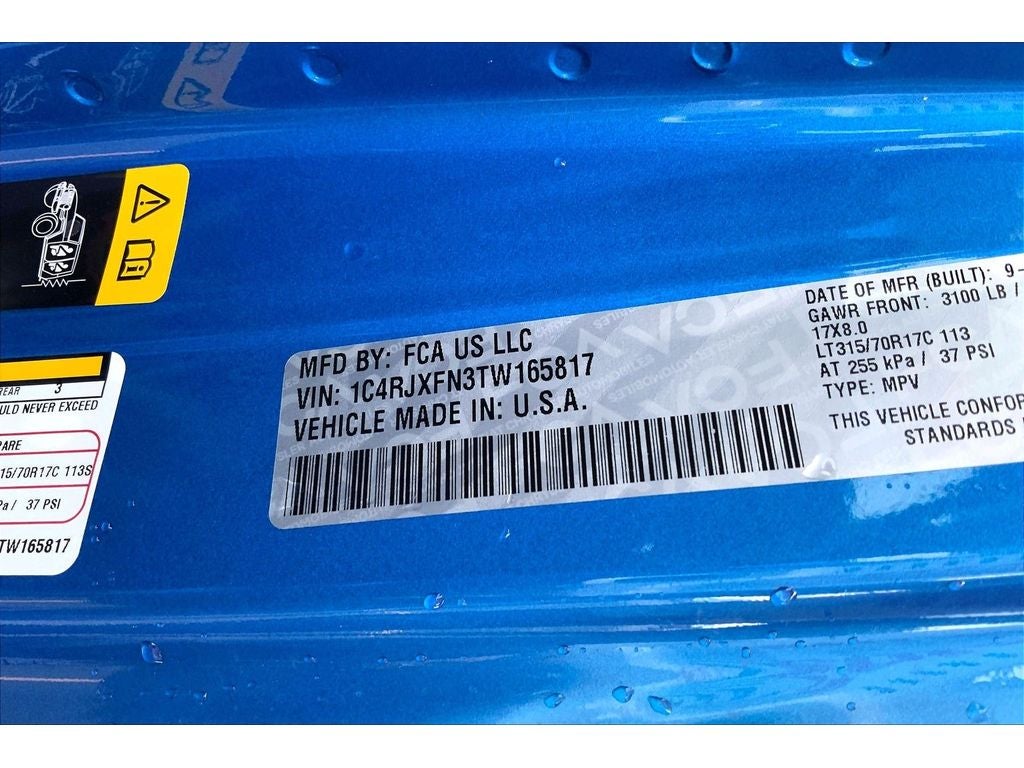 REAR 3
ULD NEVER EXCEED
PARE
315/70R17C 113S
Pa / 37 PSI
TW165817
MFD BY: FCA US LLC
VIN: 1C4RJXFN3TW165817
VEHICLE MADE IN: U.S.A.
DATE OF MFR (BUILT): 9-
GAWR FRONT: 3100 LB /
17X8.0
LT315/70R17C 113
AT 255 kPa / 37 PSI
TYPE: MPV
THIS VEHICLE CONFOR
STANDARDS